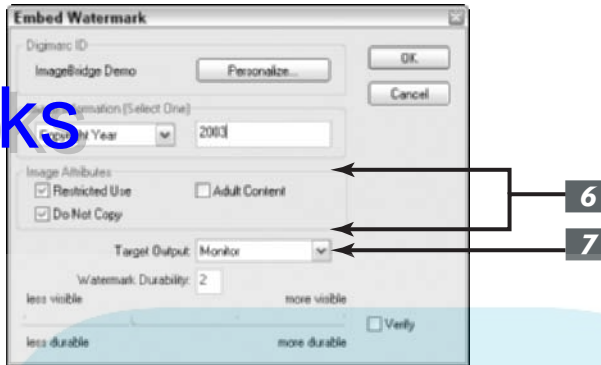 Embed Watermark
Digimarc ID
ImageBridge Demo
Personalize...
OK
Cancel
ks
(Select One)
Year
2003
Image Attributes
Restricted Use
Adult Content
Do Not Copy
6
Target Output:
Monitor
7
Watermark Durability:
2
less visible
more visible
Verify
less durable
more durable